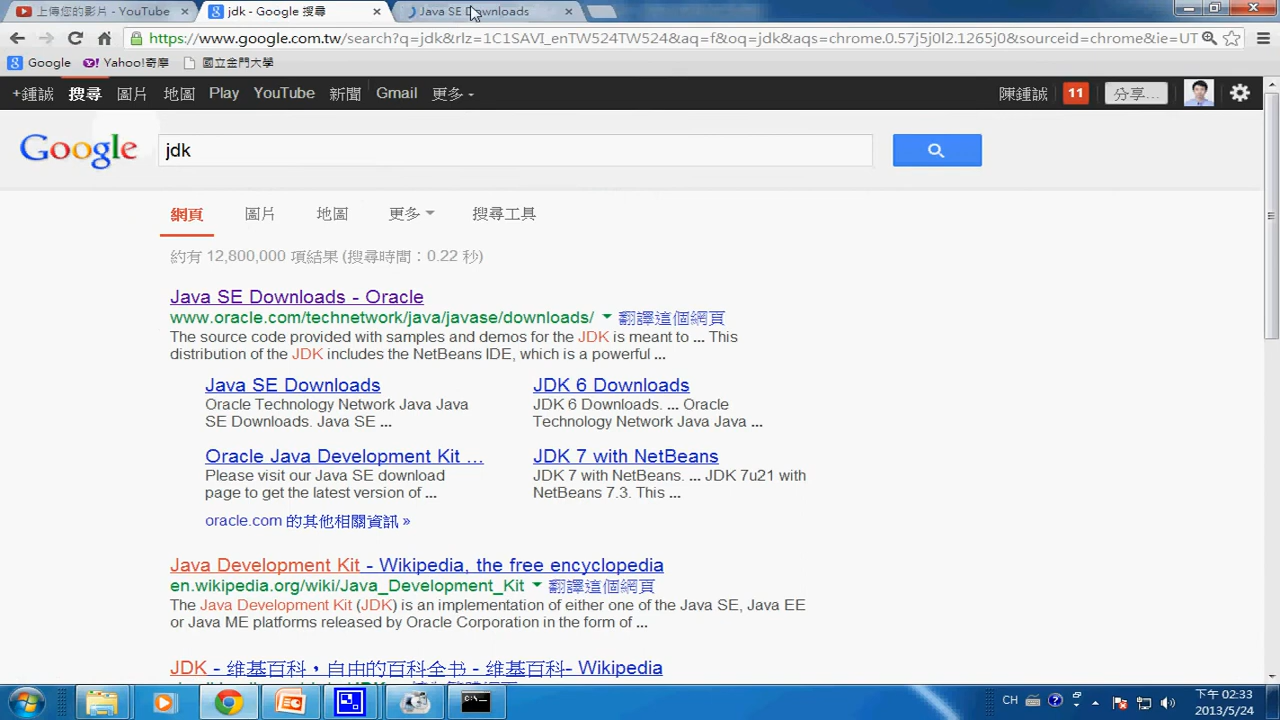 上傳您的影片 - YouTube
jdk - Google 搜尋
Java SE Downloads
https://www.google.com.tw/search?q=jdk&rlz=1C1SAVI_enTW524TW524&aq=f&oq=jdk&aqs=chrome.0.57j5j0l2.1265j0&sourceid=chrome&ie=UT
Google
Yahoo!奇摩
國立金門大學
+鍾誠
搜尋
圖片
地圖
Play
YouTube
新聞
Gmail
更多
陳鍾誠
11
分享...
Google
jdk
網頁
圖片
地圖
更多
搜尋工具
約有 12,800,000 項結果 (搜尋時間：0.22 秒)
Java SE Downloads - Oracle
www.oracle.com/technetwork/java/javase/downloads/
翻譯這個網頁
The source code provided with samples and demos for the JDK is meant to ... This
distribution of the JDK includes the NetBeans IDE, which is a powerful ...
Java SE Downloads
Oracle Technology Network Java Java
SE Downloads. Java SE ...
JDK 6 Downloads
JDK 6 Downloads. ... Oracle
Technology Network Java Java ...
Oracle Java Development Kit ...
Please visit our Java SE download
page to get the latest version of ...
JDK 7 with NetBeans
JDK 7 with NetBeans. ... JDK 7u21 with
NetBeans 7.3. This ...
oracle.com 的其他相關資訊 »
Java Development Kit - Wikipedia, the free encyclopedia
en.wikipedia.org/wiki/Java_Development_Kit
翻譯這個網頁
The Java Development Kit (JDK) is an implementation of either one of the Java SE, Java EE
or Java ME platforms released by Oracle Corporation in the form of ...
JDK - 维基百科，自由的百科全书 - 维基百科- Wikipedia
CH
下午 02:33
2013/5/24